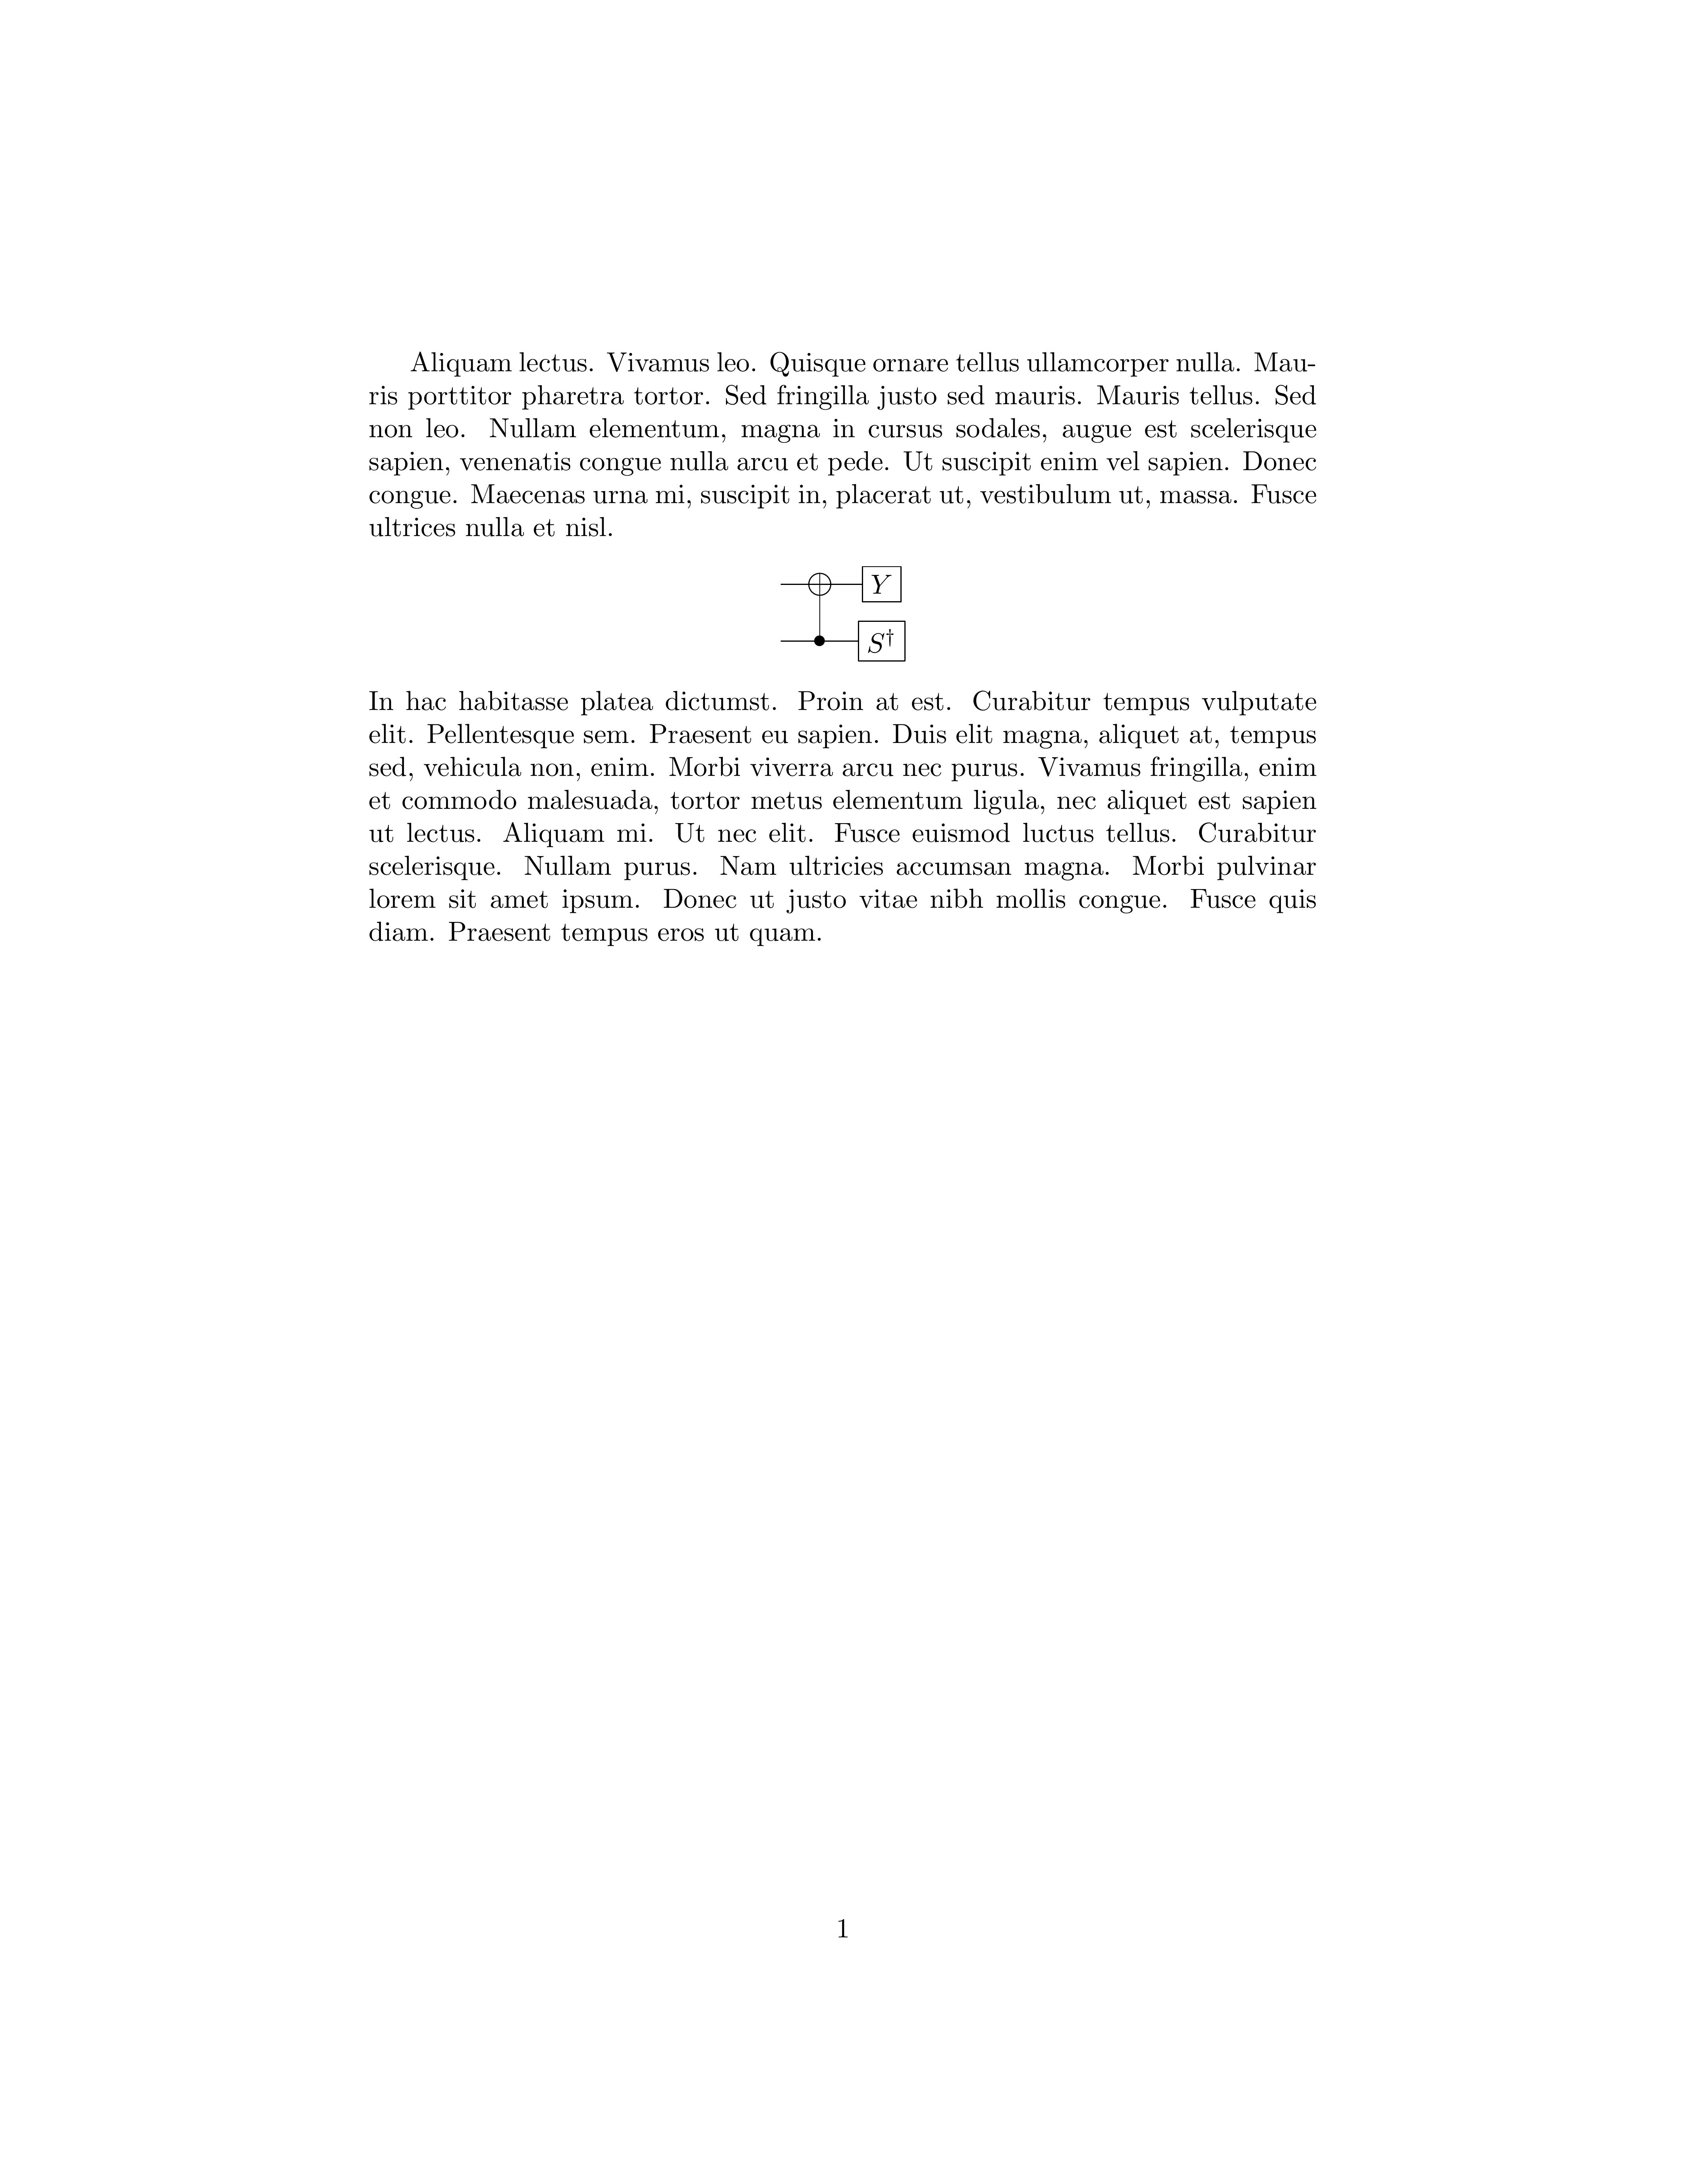 Aliquam lectus. Vivamus leo. Quisque ornare tellus ullamcorper nulla. Mau-
ris porttitor pharetra tortor. Sed fringilla justo sed mauris. Mauris tellus. Sed
non leo. Nullam elementum, magna in cursus sodales, augue est scelerisque
sapien, venenatis congue nulla arcu et pede. Ut suscipit enim vel sapien. Donec
congue. Maecenas urna mi, suscipit in, placerat ut, vestibulum ut, massa. Fusce
ultrices nulla et nisl.
Y
S†
In hac habitasse platea dictumst. Proin at est. Curabitur tempus vulputate
elit. Pellentesque sem. Praesent eu sapien. Duis elit magna, aliquet at, tempus
sed, vehicula non, enim. Morbi viverra arcu nec purus. Vivamus fringilla, enim
et commodo malesuada, tortor metus elementum ligula, nec aliquet est sapien
ut lectus. Aliquam mi. Ut nec elit. Fusce euismod luctus tellus. Curabitur
scelerisque. Nullam purus. Nam ultricies accumsan magna. Morbi pulvinar
lorem sit amet ipsum. Donec ut justo vitae nibh mollis congue. Fusce quis
diam. Praesent tempus eros ut quam.
1